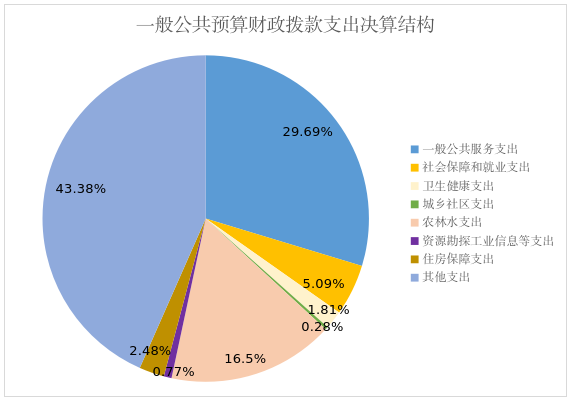 一般公共预算财政拨款支出决算结构
29.69%
43.38%
5.09%
1.81%
0.28%
2.48%
16.5%
0.77%
一般公共服务支出
社会保障和就业支出
卫生健康支出
城乡社区支出
农林水支出
资源勘探工业信息等支出
住房保障支出
其他支出